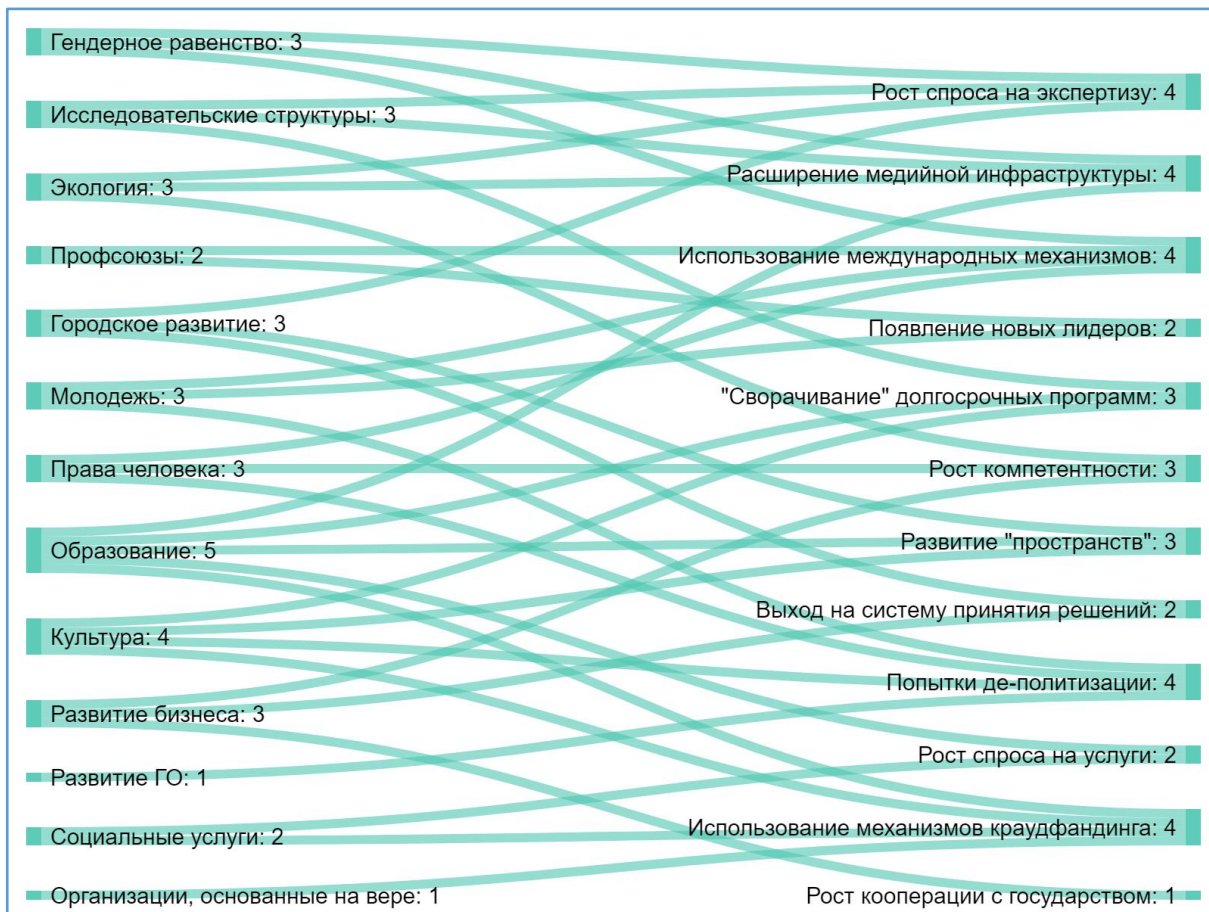 Гендерное равенство: 3
Исследовательские структуры: 3
Экология: 3
Профсоюзы: 2
Городское развитие: 3
Молодежь: 3
Права человека: 3
Образование: 5
Культура: 4
Развитие бизнеса: 3
Развитие ГО: 1
Социальные услуги: 2
Организации, основанные на вере: 1
Рост спроса на экспертизу: 4
Расширение медийной инфраструктуры: 4
Использование международных механизмов: 4
Появление новых лидеров: 2
"Сворачивание" долгосрочных программ: 3
Рост компетентности: 3
Развитие "пространств": 3
Выход на систему принятия решений: 2
Попытки де-политизации: 4
Рост спроса на услуги: 2
Использование механизмов краудфандинга: 4
Рост кооперации с государством: 1